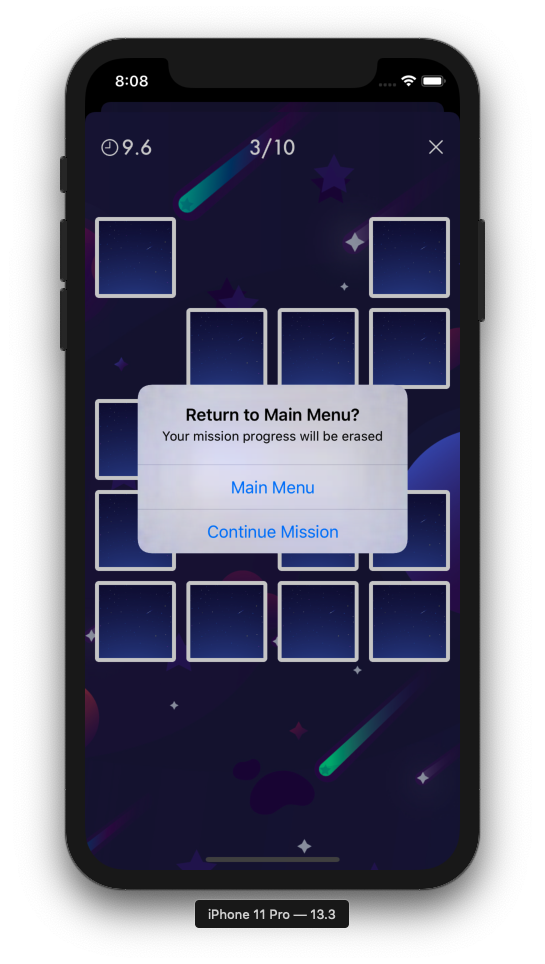 8:08
9.6
3/10
Return to Main Menu?
Your mission progress will be erased
Main Menu
Continue Mission
iPhone 11 Pro — 13.3